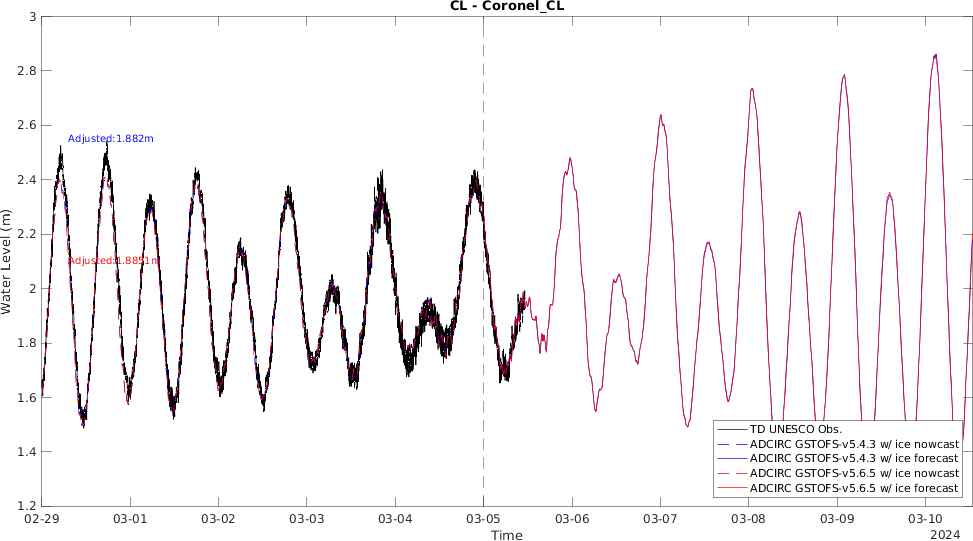 CL - Coronel_CL
3
2.8
2.6
2.4
2.2
2
1.8
1.6
1.4
1.2
Water Level (m)
Adjusted:1.882m
Adjusted:1.8851m
TD UNESCO Obs.
ADCIRC GSTOFS-v5.4.3 w/ ice nowcast
ADCIRC GSTOFS-v5.4.3 w/ ice forecast
ADCIRC GSTOFS-v5.6.5 w/ ice nowcast
ADCIRC GSTOFS-v5.6.5 w/ ice forecast
02-29 03-01 03-02 03-03 03-04 03-05 03-06 03-07 03-08 03-09 03-10
Time
2024